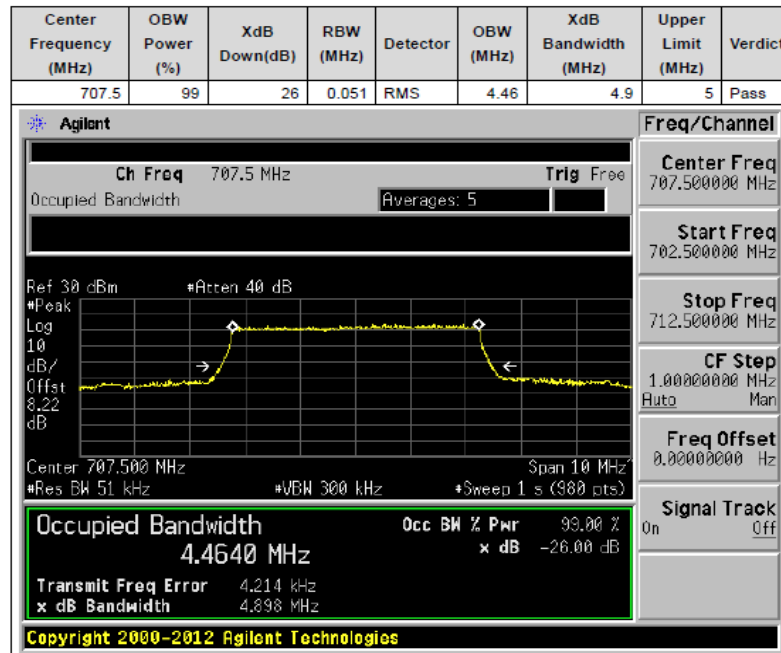 Center Frequency (MHz) OBW Power (%) XdB Down(dB) RBW (MHz) Detector OBW (MHz) XdB Bandwidth (MHz) Upper Limit (MHz) Verdict
707.5 99 26 0.051 RMS 4.46 4.9 5 Pass
Agilent Freq/Channel
Ch Freq 707.5 MHz Trig Free
Occupied Bandwidth Averages: 5
Center Freq
707.500000 MHz
Start Freq
702.500000 MHz
Stop Freq
712.500000 MHz
CF Step
1.00000000 MHz
Auto Man
Freq Offset
0.00000000 Hz
Signal Track
On Off
Ref 30 dBm #Atten 40 dB
#Peak
Log
10
dB/
Offst
8.22
dB
Center 707.500 MHz Span 10 MHz
#Res BW 51 kHz #VBW 300 kHz #Sweep 1 s (980 pts)
Occupied Bandwidth Occ BW % Pwr 99.00 %
4.4640 MHz x dB -26.00 dB
Transmit Freq Error 4.214 kHz
x dB Bandwidth 4.898 MHz
Copyright 2000-2012 Agilent Technologies